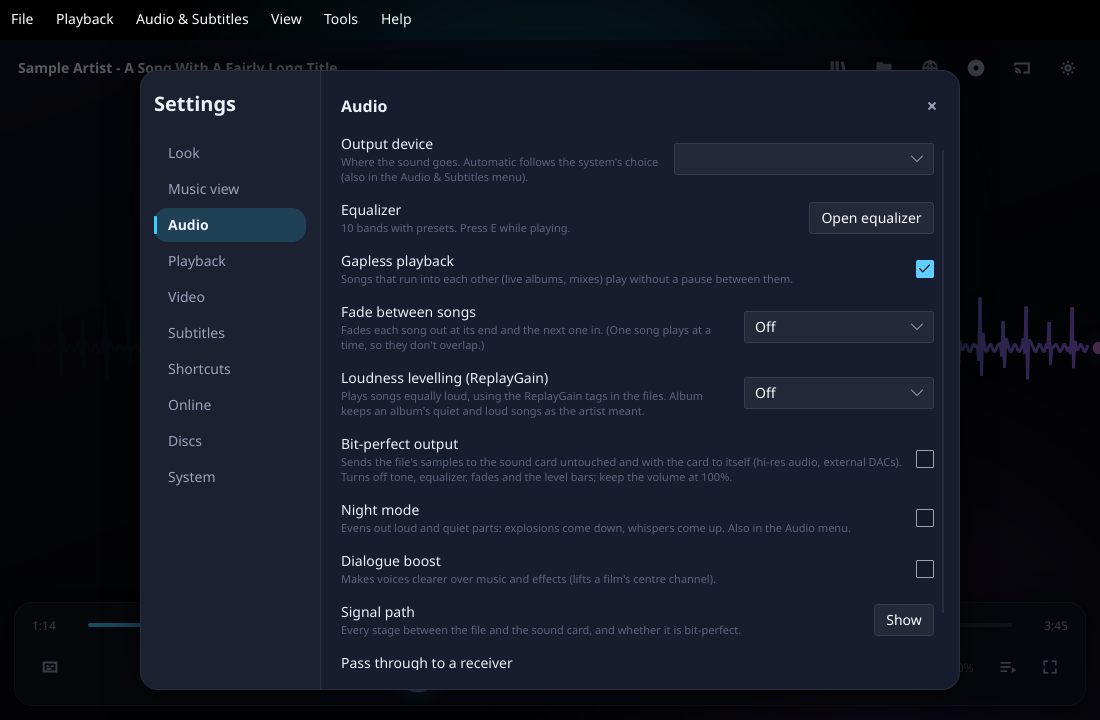 File Playback Audio & Subtitles View Tools Help
Sample Artist - A Song With A Fairly Long Title
Settings
Look
Music view
Audio
Playback
Video
Subtitles
Shortcuts
Online
Discs
System
Audio
×
Output device
Where the sound goes. Automatic follows the system's choice
(also in the Audio & Subtitles menu).
Equalizer
10 bands with presets. Press E while playing.
Open equalizer
Gapless playback
Songs that run into each other (live albums, mixes) play without a pause between them.
Fade between songs
Fades each song out at its end and the next one in. (One song plays at a
time, so they don't overlap.)
Off
Loudness levelling (ReplayGain)
Plays songs equally loud, using the ReplayGain tags in the files. Album
keeps an album's quiet and loud songs as the artist meant.
Off
Bit-perfect output
Sends the file's samples to the sound card untouched and with the card to itself (hi-res audio, external DACs).
Turns off tone, equalizer, fades and the level bars; keep the volume at 100%.
Night mode
Evens out loud and quiet parts: explosions come down, whispers come up. Also in the Audio menu.
Dialogue boost
Makes voices clearer over music and effects (lifts a film's centre channel).
Signal path
Every stage between the file and the sound card, and whether it is bit-perfect.
Show
Pass through to a receiver
1:14
3:45